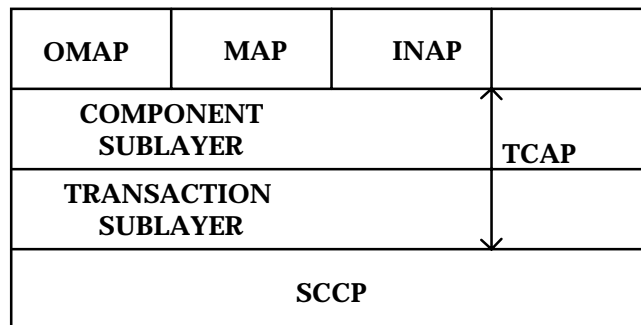 OMAP MAP INAP
COMPONENT
SUBLAYER
TCAP
TRANSACTION
SUBLAYER
SCCP